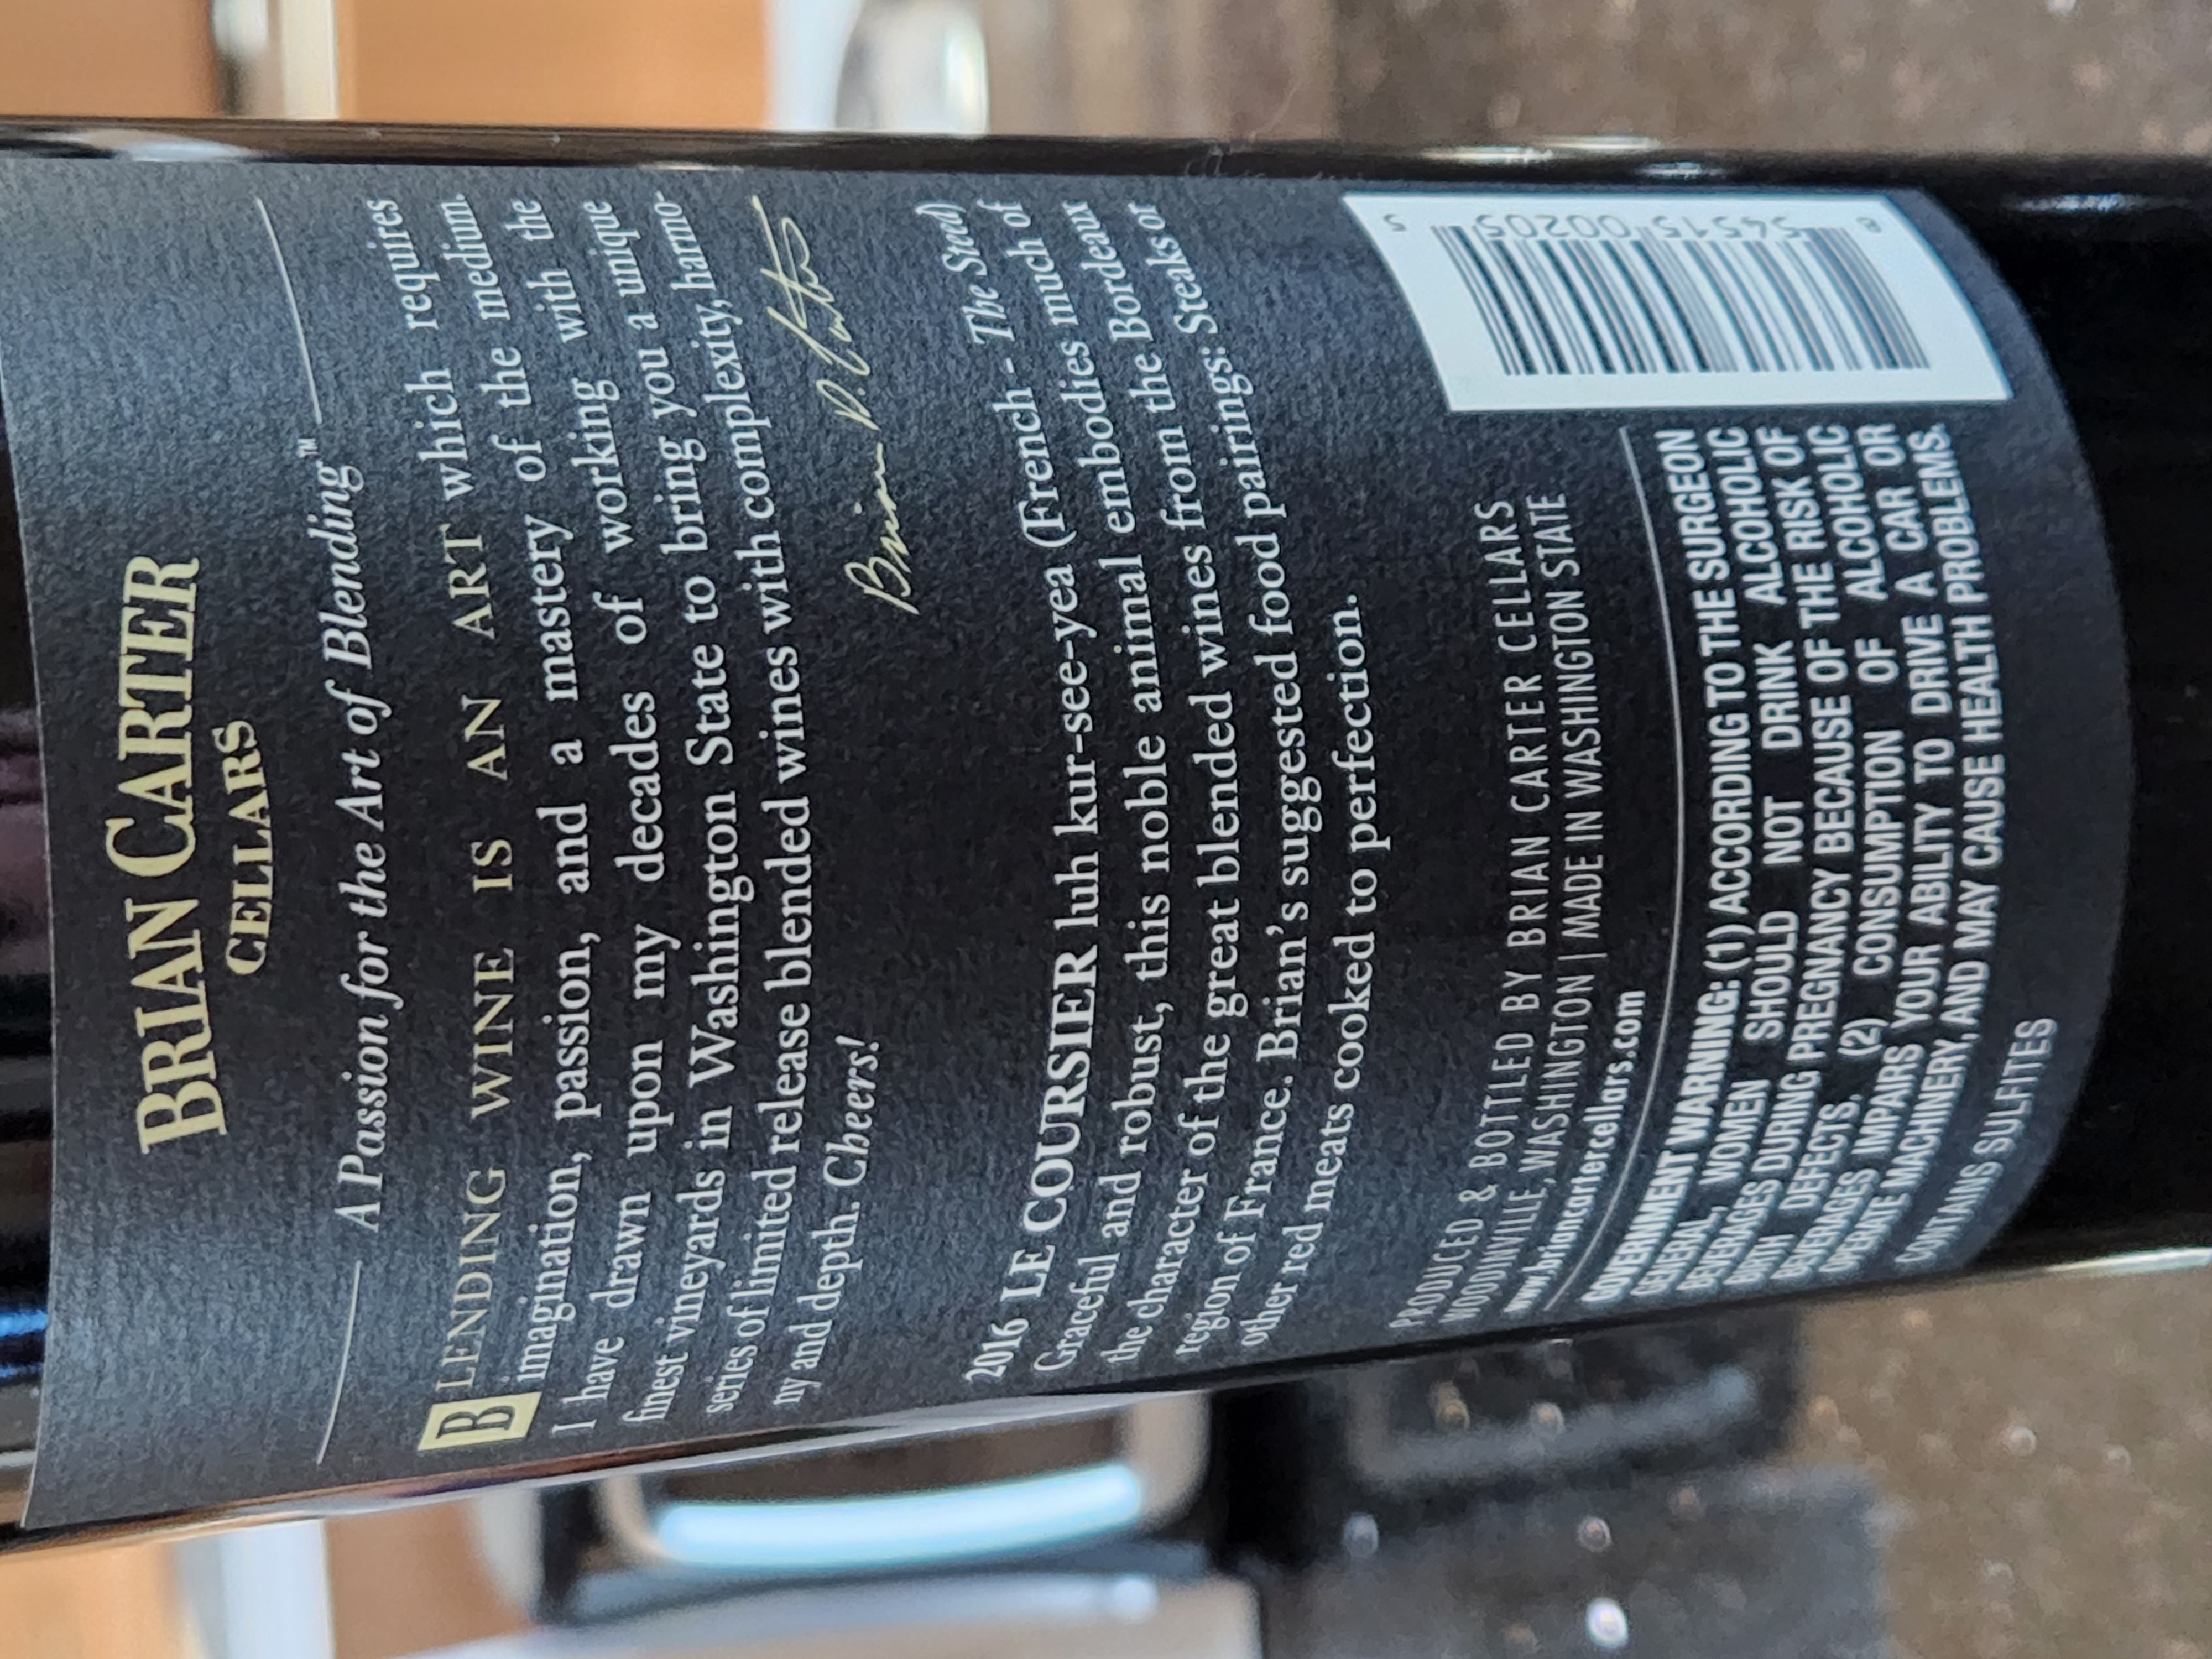 BRIAN CARTER
CELLARS
A Passion for the Art of Blending™
BLENDING WINE IS AN ART which requires
imagination, passion, and a mastery of the medium.
I have drawn upon my decades of working with the
finest vineyards in Washington State to bring you a unique
series of limited release blended wines with complexity, harmo-
ny and depth. Cheers!
Brian D. Carter
2016 LE COURSIER luh kur-see-yea (French - The Steed)
Graceful and robust, this noble animal embodies much of
the character of the great blended wines from the Bordeaux
region of France. Brian's suggested food pairings: Steaks or
other red meats cooked to perfection.
PRODUCED & BOTTLED BY BRIAN CARTER CELLARS
WOODINVILLE, WASHINGTON | MADE IN WASHINGTON STATE
www.briancartercellars.com
GOVERNMENT WARNING: (1) ACCORDING TO THE SURGEON
GENERAL, WOMEN SHOULD NOT DRINK ALCOHOLIC
BEVERAGES DURING PREGNANCY BECAUSE OF THE RISK OF
BIRTH DEFECTS. (2) CONSUMPTION OF ALCOHOLIC
BEVERAGES IMPAIRS YOUR ABILITY TO DRIVE A CAR OR
OPERATE MACHINERY, AND MAY CAUSE HEALTH PROBLEMS.
CONTAINS SULFITES
8 54515 00205 5